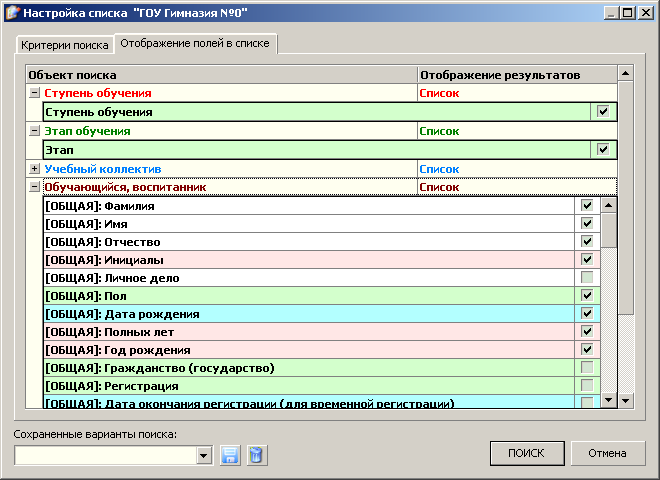 Настройка списка "ГОУ Гимназия №0"
Критерии поиска Отображение полей в списке
Объект поиска Отображение результатов
Ступень обучения Список
Ступень обучения
Этап обучения Список
Этап
Учебный коллектив Список
Обучающийся, воспитанник Список
[ОБЩАЯ]: Фамилия
[ОБЩАЯ]: Имя
[ОБЩАЯ]: Отчество
[ОБЩАЯ]: Инициалы
[ОБЩАЯ]: Личное дело
[ОБЩАЯ]: Пол
[ОБЩАЯ]: Дата рождения
[ОБЩАЯ]: Полных лет
[ОБЩАЯ]: Год рождения
[ОБЩАЯ]: Гражданство (государство)
[ОБЩАЯ]: Регистрация
[ОБЩАЯ]: Дата окончания регистрации (для временной регистрации)
Сохраненные варианты поиска:
ПОИСК Отмена